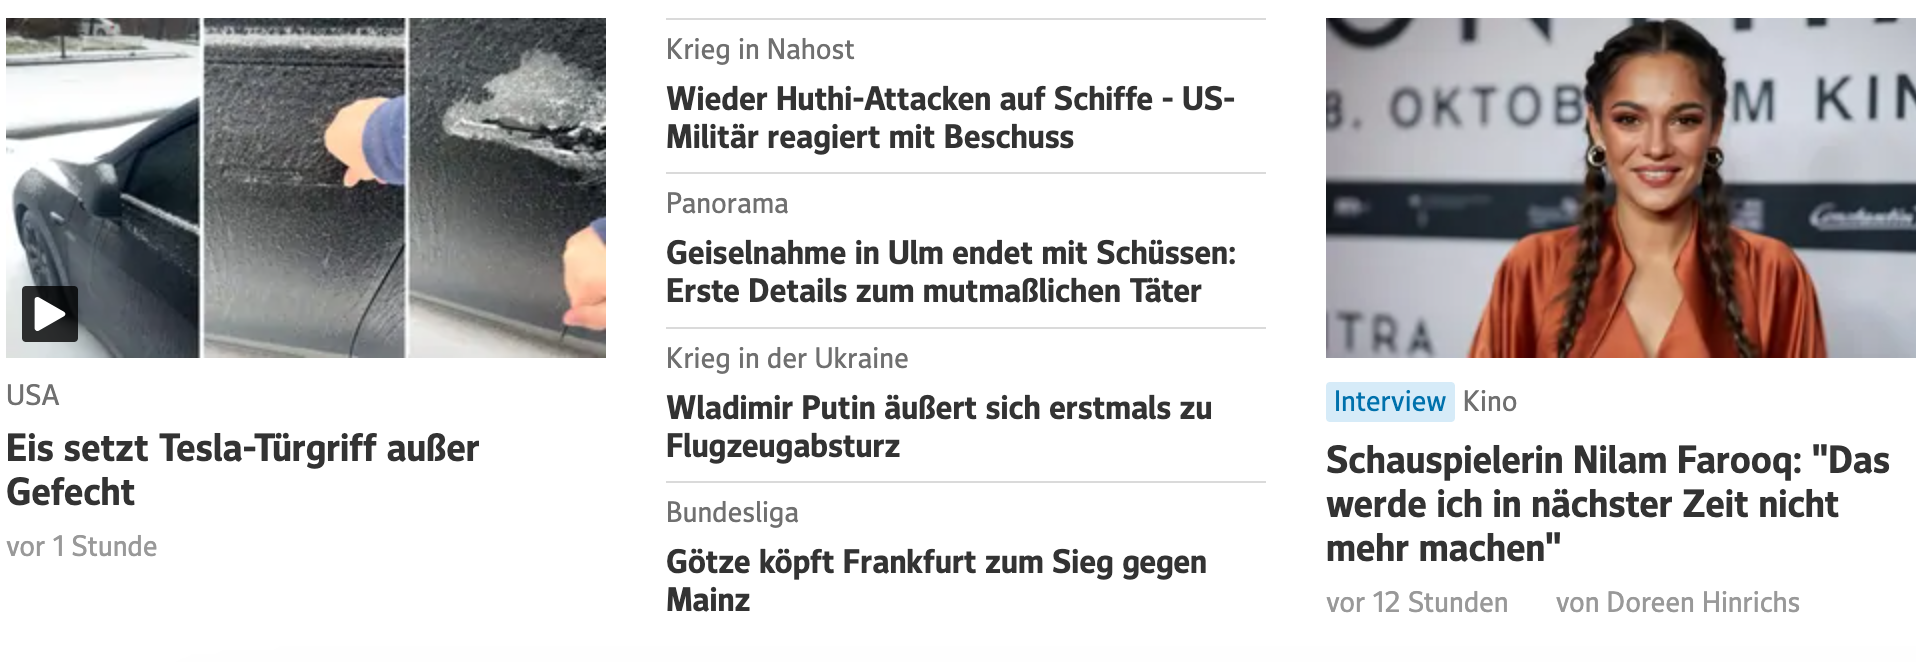 USA
Eis setzt Tesla-Türgriff außer
Gefecht
vor 1 Stunde
Krieg in Nahost
Wieder Huthi-Attacken auf Schiffe - US-
Militär reagiert mit Beschuss
Panorama
Geiselnahme in Ulm endet mit Schüssen:
Erste Details zum mutmaßlichen Täter
Krieg in der Ukraine
Wladimir Putin äußert sich erstmals zu
Flugzeugabsturz
Bundesliga
Götze köpft Frankfurt zum Sieg gegen
Mainz
8. OKTOB M KIN
Constantin
TRA
Interview Kino
Schauspielerin Nilam Farooq: "Das
werde ich in nächster Zeit nicht
mehr machen"
vor 12 Stunden von Doreen Hinrichs